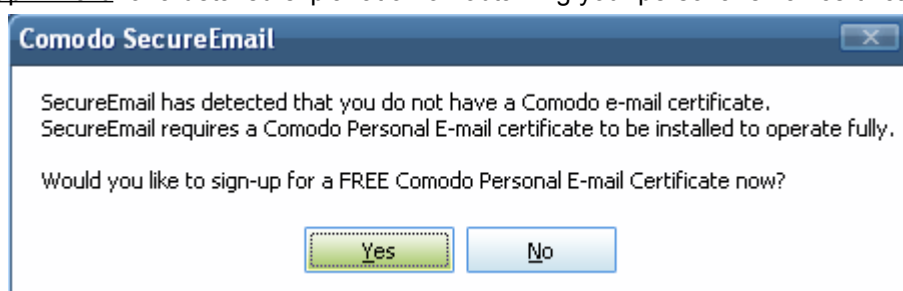 Comodo SecureEmail
SecureEmail has detected that you do not have a Comodo e-mail certificate.
SecureEmail requires a Comodo Personal E-mail certificate to be installed to operate fully.
Would you like to sign-up for a FREE Comodo Personal E-mail Certificate now?
Yes No